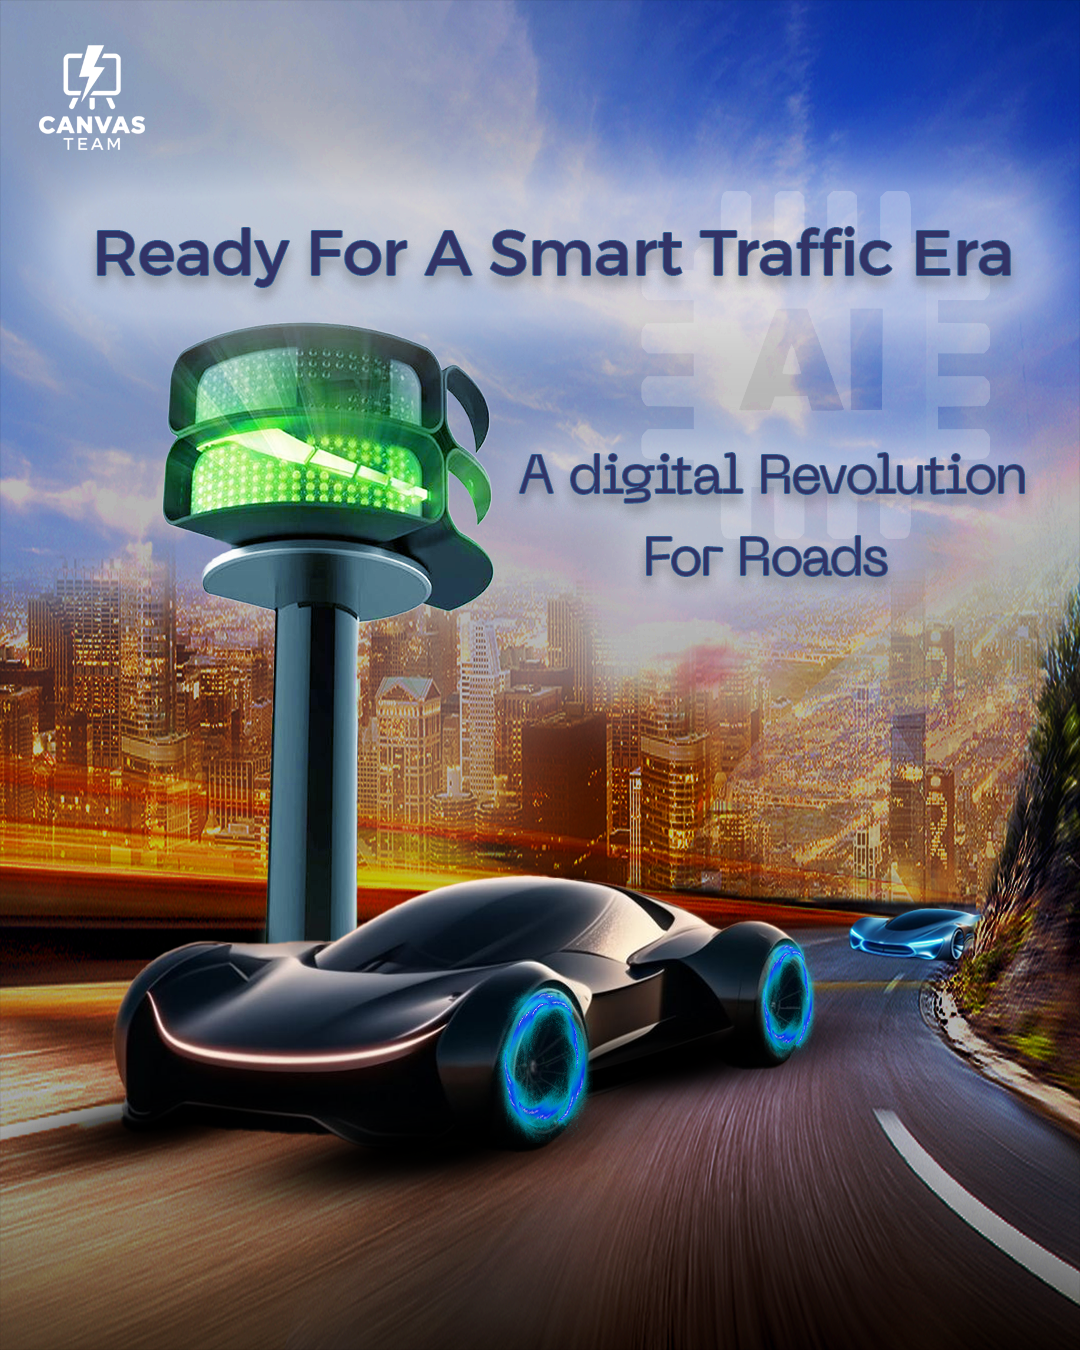 CANVAS
TEAM
Ready For A Smart Traffic Era
AI
A digital Revolution
For Roads